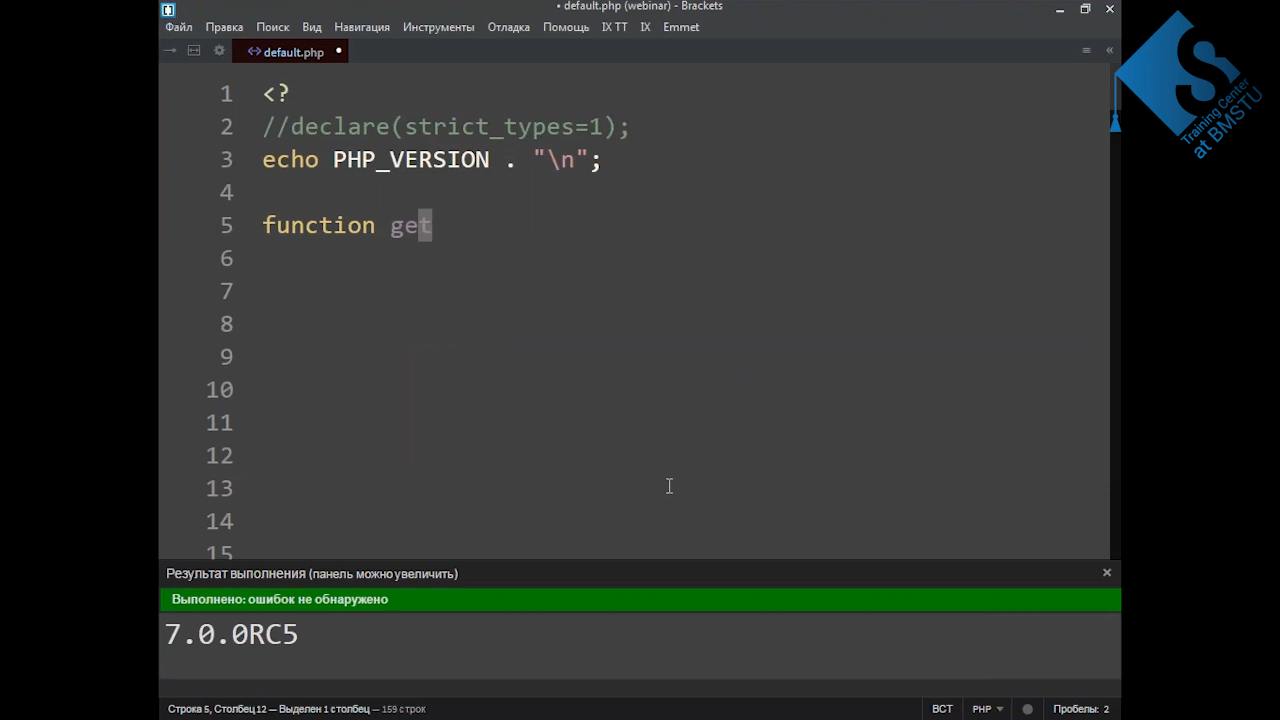 • default.php (webinar) - Brackets
Файл Правка Поиск Вид Навигация Инструменты Отладка Помощь IX TT IX Emmet
default.php •
1 <?
2 //declare(strict_types=1);
3 echo PHP_VERSION . "\n";
4
5 function get
6
7
8
9
10
11
12
13
14
15
Результат выполнения (панель можно увеличить)
Выполнено: ошибок не обнаружено
7.0.0RC5
Строка 5, Столбец 12 — Выделен 1 столбец — 159 строк ВСТ PHP Пробелы: 2
S
Training Center
at BMSTU